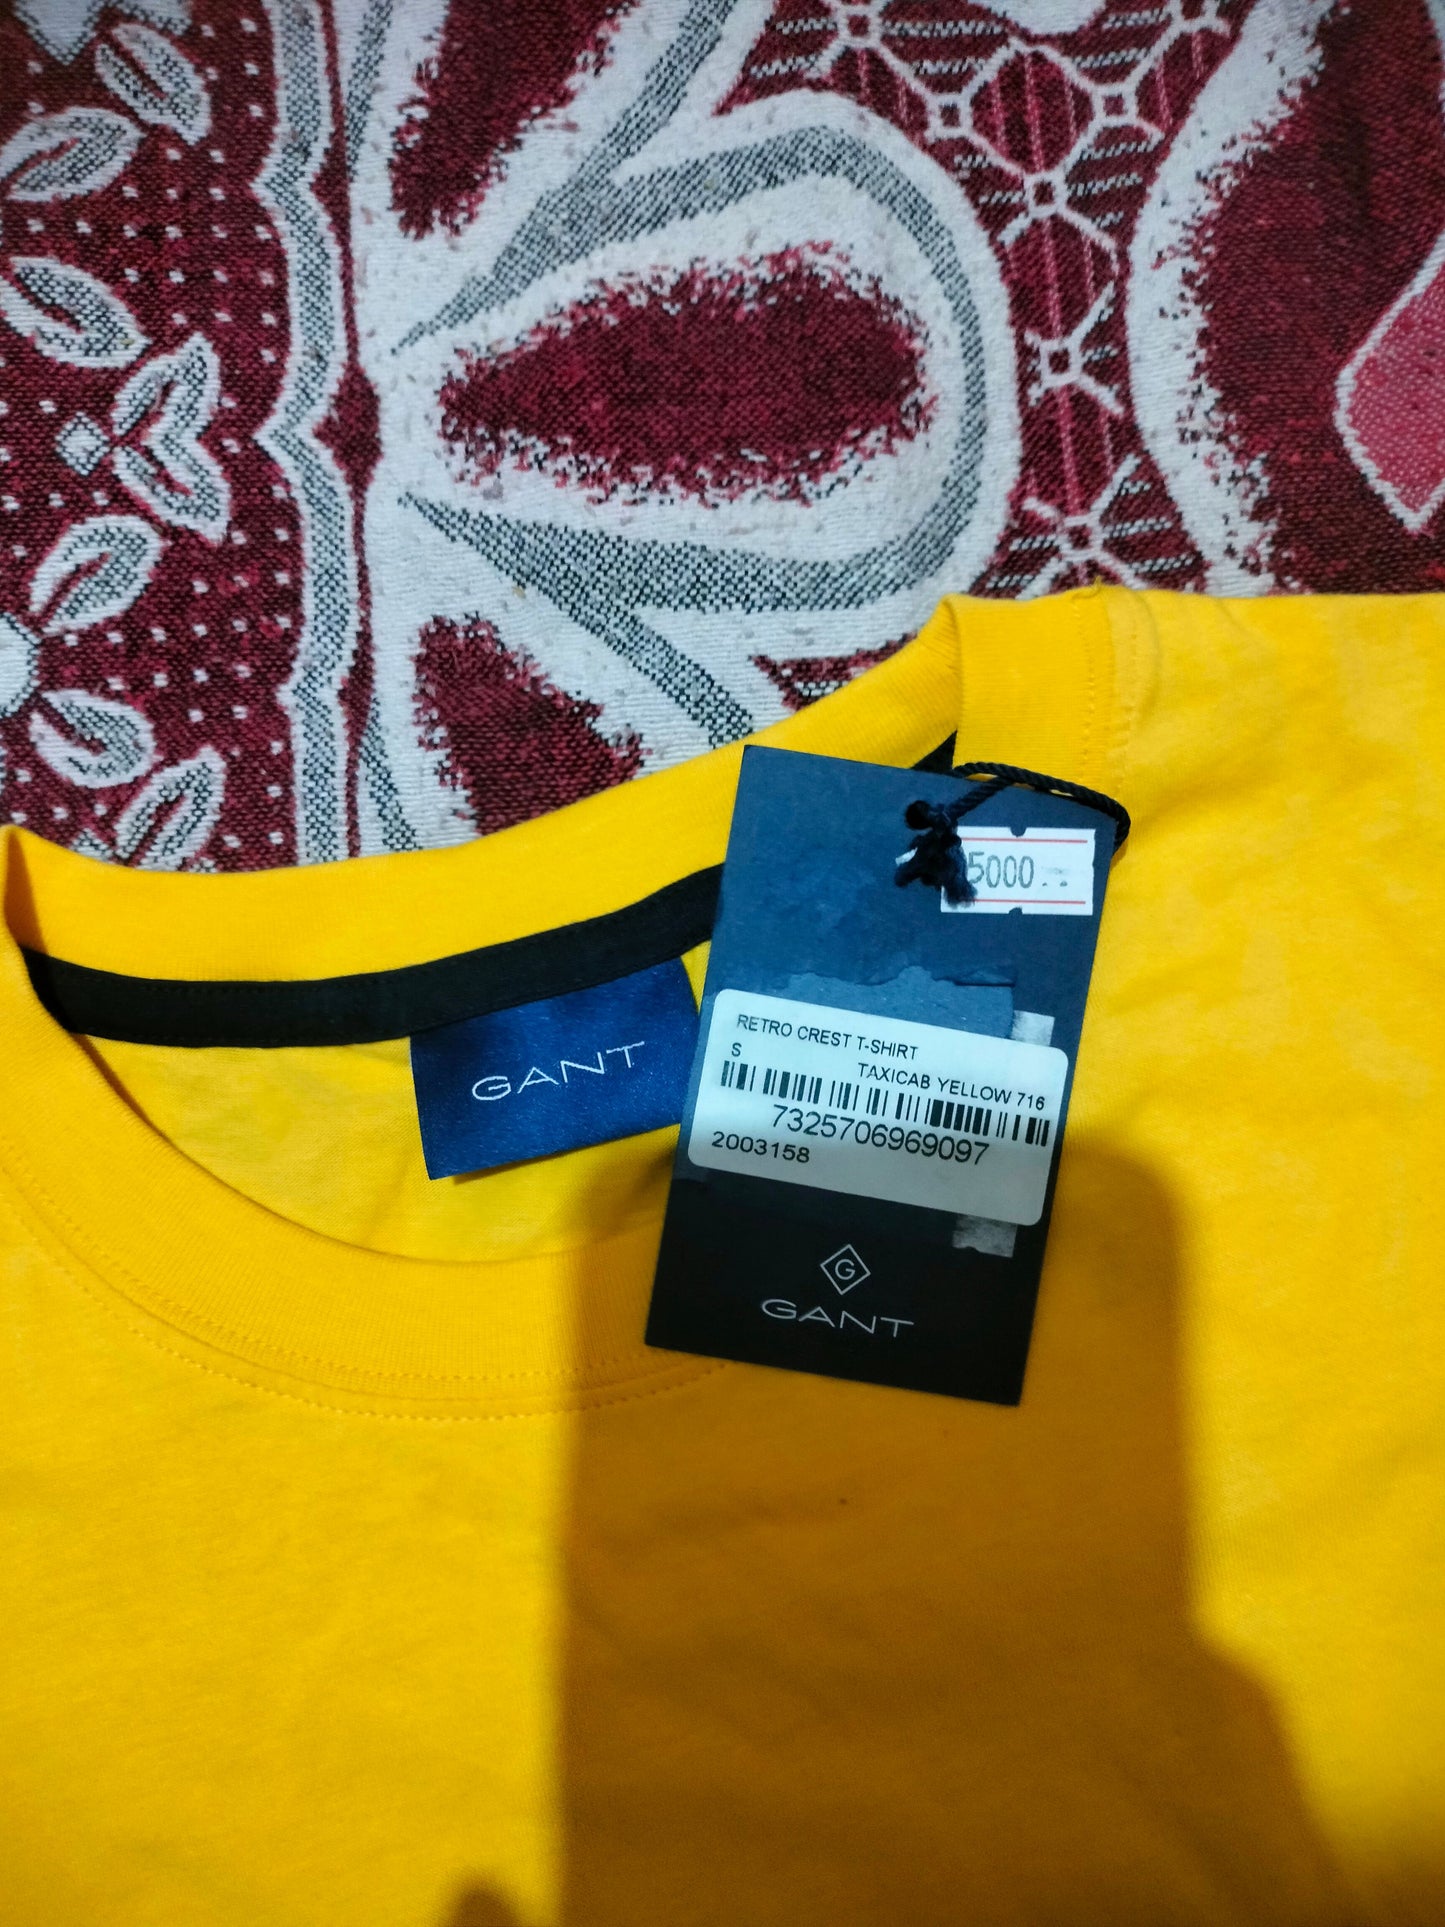 5000
GANT
RETRO CREST T-SHIRT
S
TAXICAB YELLOW 716
7325706969097
2003158
G
GANT